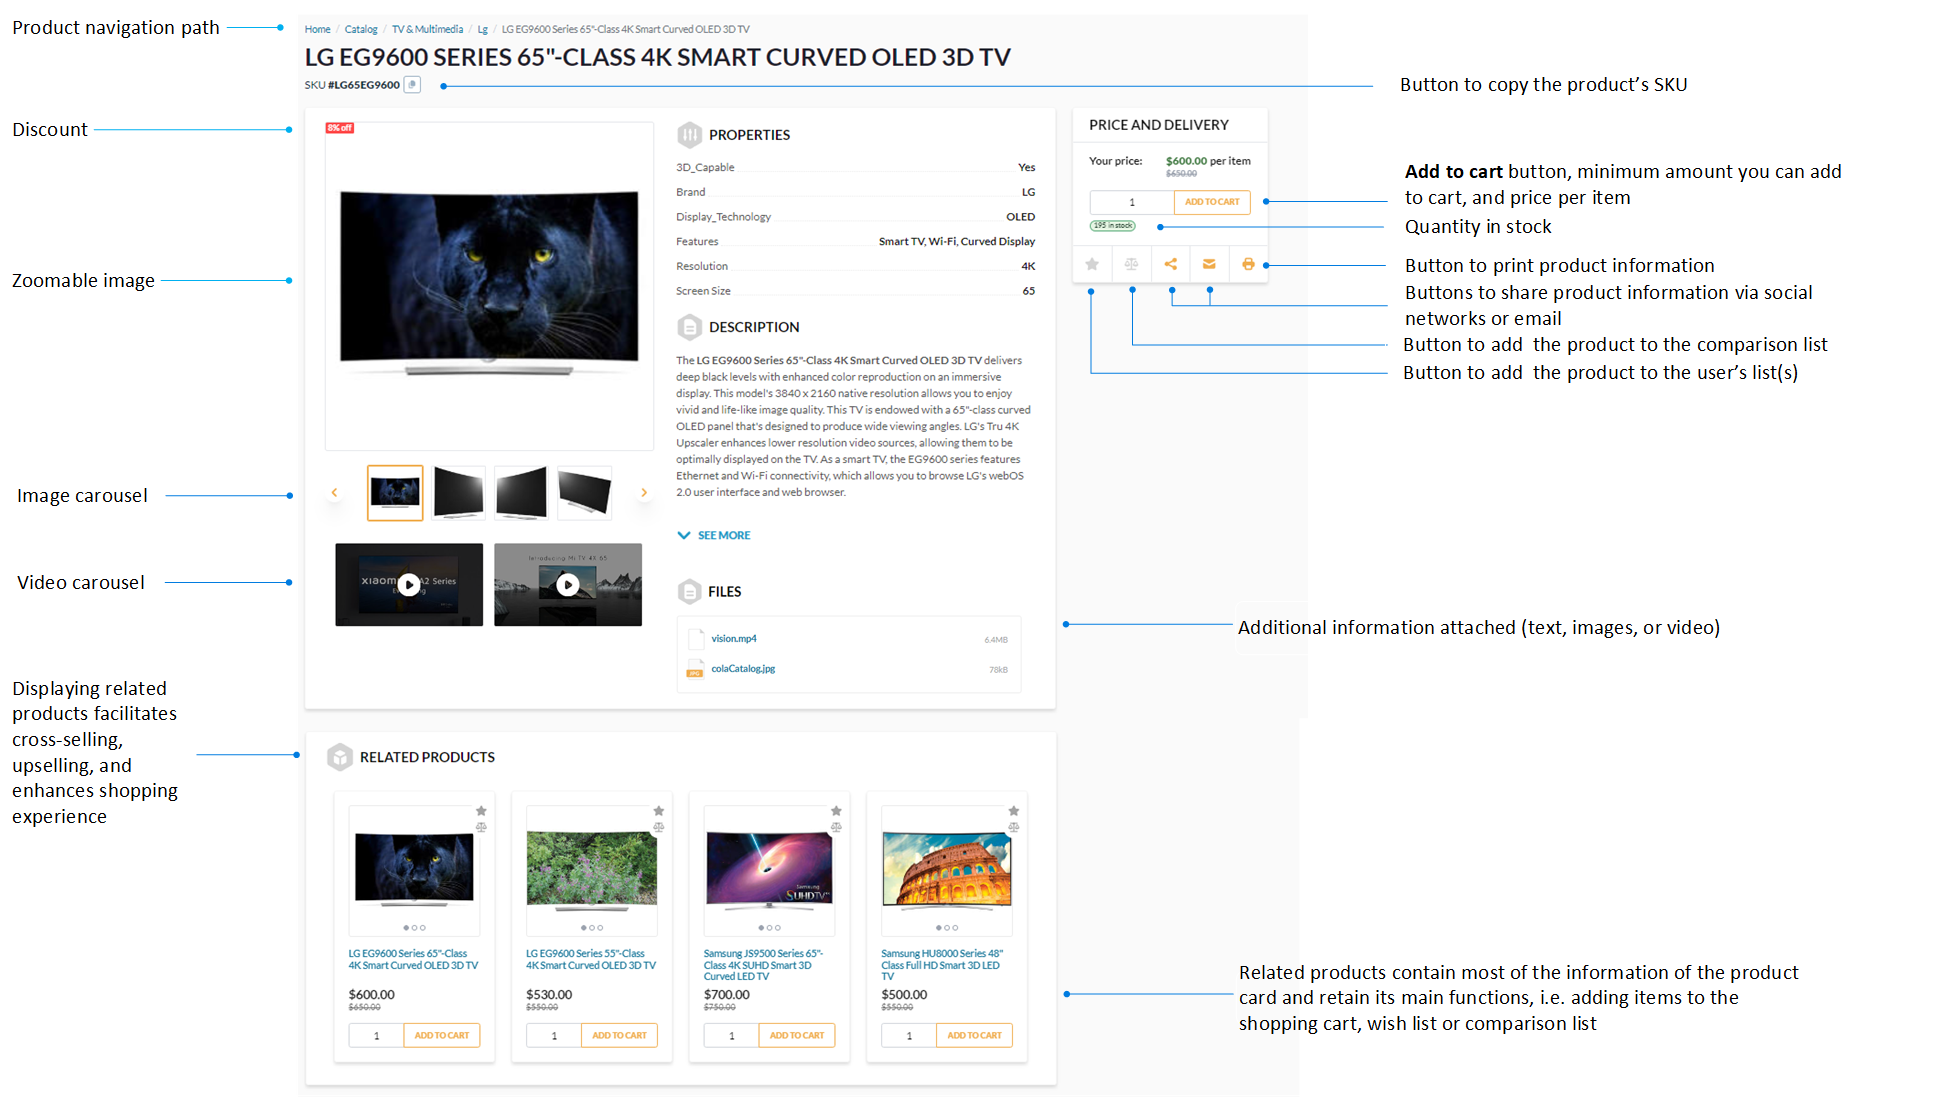 Product navigation path
Home / Catalog / TV & Multimedia / Lg / LG EG9600 Series 65"-Class 4K Smart Curved OLED 3D TV
LG EG9600 SERIES 65"-CLASS 4K SMART CURVED OLED 3D TV
SKU #LG65EG9600
Button to copy the product’s SKU
Discount
8% off
Zoomable image
Image carousel
Video carousel
xiaom A2 Series
E ng
Introducing Mi TV 4K 65
PROPERTIES
3D_Capable Yes
Brand LG
Display_Technology OLED
Features Smart TV, Wi-Fi, Curved Display
Resolution 4K
Screen Size 65
DESCRIPTION
The LG EG9600 Series 65"-Class 4K Smart Curved OLED 3D TV delivers
deep black levels with enhanced color reproduction on an immersive
display. This model's 3840 x 2160 native resolution allows you to enjoy
vivid and life-like image quality. This TV is endowed with a 65"-class curved
OLED panel that's designed to produce wide viewing angles. LG's Tru 4K
Upscaler enhances lower resolution video sources, allowing them to be
optimally displayed on the TV. As a smart TV, the EG9600 series features
Ethernet and Wi-Fi connectivity, which allows you to browse LG's webOS
2.0 user interface and web browser.
SEE MORE
FILES
vision.mp4 6.4MB
JPG
colaCatalog.jpg 78kB
PRICE AND DELIVERY
Your price: $600.00 per item
$650.00
1 ADD TO CART
195 in stock
Add to cart button, minimum amount you can add
to cart, and price per item
Quantity in stock
Button to print product information
Buttons to share product information via social
networks or email
Button to add the product to the comparison list
Button to add the product to the user’s list(s)
Additional information attached (text, images, or video)
Displaying related
products facilitates
cross-selling,
upselling, and
enhances shopping
experience
RELATED PRODUCTS
LG EG9600 Series 65"-Class
4K Smart Curved OLED 3D TV
$600.00
$650.00
1 ADD TO CART
LG EG9600 Series 55"-Class
4K Smart Curved OLED 3D TV
$530.00
$550.00
1 ADD TO CART
Samsung
SUHDTV
Samsung JS9500 Series 65"-
Class 4K SUHD Smart 3D
Curved LED TV
$700.00
$750.00
1 ADD TO CART
Samsung HU8000 Series 48"
Class Full HD Smart 3D LED
TV
$500.00
$550.00
1 ADD TO CART
Related products contain most of the information of the product
card and retain its main functions, i.e. adding items to the
shopping cart, wish list or comparison list